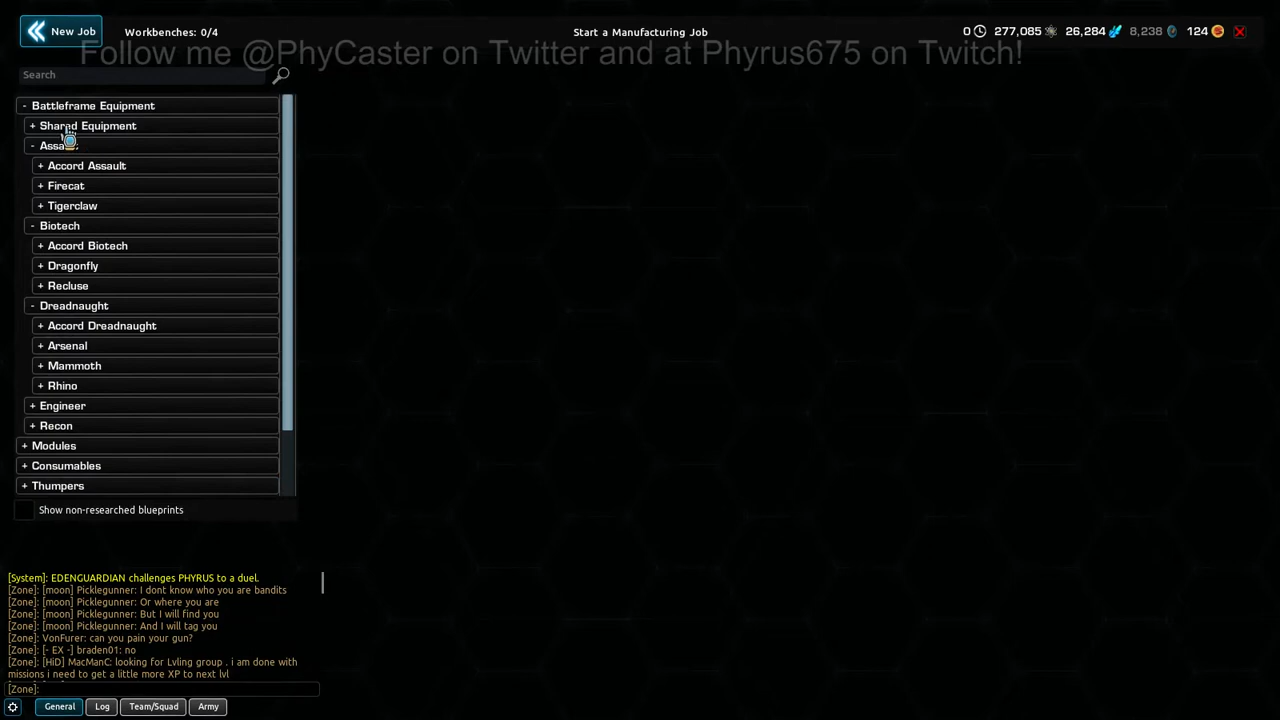 New Job
Workbenches: 0/4
Start a Manufacturing Job
0 277,085 26,284 8,238 124
Follow me @PhyCaster on Twitter and at Phyrus675 on Twitch!
Search
- Battleframe Equipment
+ Shared Equipment
- Assault
+ Accord Assault
+ Firecat
+ Tigerclaw
- Biotech
+ Accord Biotech
+ Dragonfly
+ Recluse
- Dreadnaught
+ Accord Dreadnaught
+ Arsenal
+ Mammoth
+ Rhino
+ Engineer
+ Recon
+ Modules
+ Consumables
+ Thumpers
Show non-researched blueprints
[System]: EDENGUARDIAN challenges PHYRUS to a duel.
[Zone]: [moon] Picklegunner: I dont know who you are bandits
[Zone]: [moon] Picklegunner: Or where you are
[Zone]: [moon] Picklegunner: But I will find you
[Zone]: [moon] Picklegunner: And I will tag you
[Zone]: VonFurer: can you pain your gun?
[Zone]: [- EX -] braden01: no
[Zone]: [HiD] MacManC: looking for Lvling group . i am done with
missions i need to get a little more XP to next lvl
[Zone]:
General Log Team/Squad Army